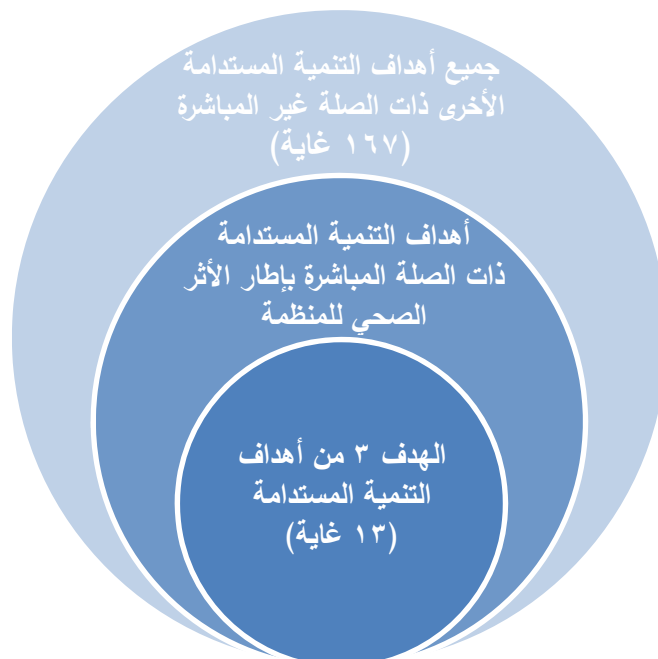 جميع أهداف التنمية المستدامة
الأخرى ذات الصلة غير المباشرة
(١٦٧ غاية)
أهداف التنمية المستدامة
ذات الصلة المباشرة بإطار الأثر
الصحي للمنظمة
الهدف ٣ من أهداف
التنمية المستدامة
(١٣ غاية)